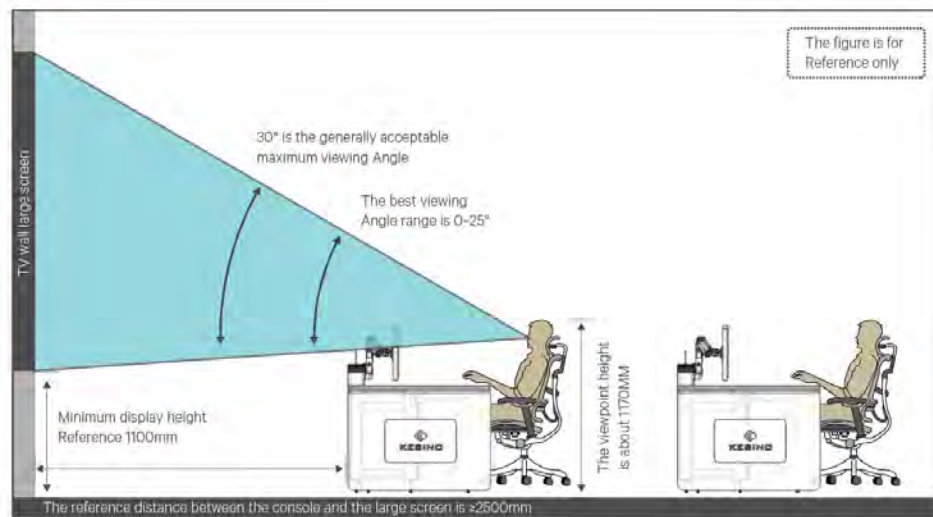 The figure is for
Reference only
30° is the generally acceptable
maximum viewing Angle
The best viewing
Angle range is 0-25°
TV wall large screen
Minimum display height
Reference 1100mm
The viewpoint height
is about 1170MM
KESINO
KESINO
The reference distance between the console and the large screen is ≥2500mm